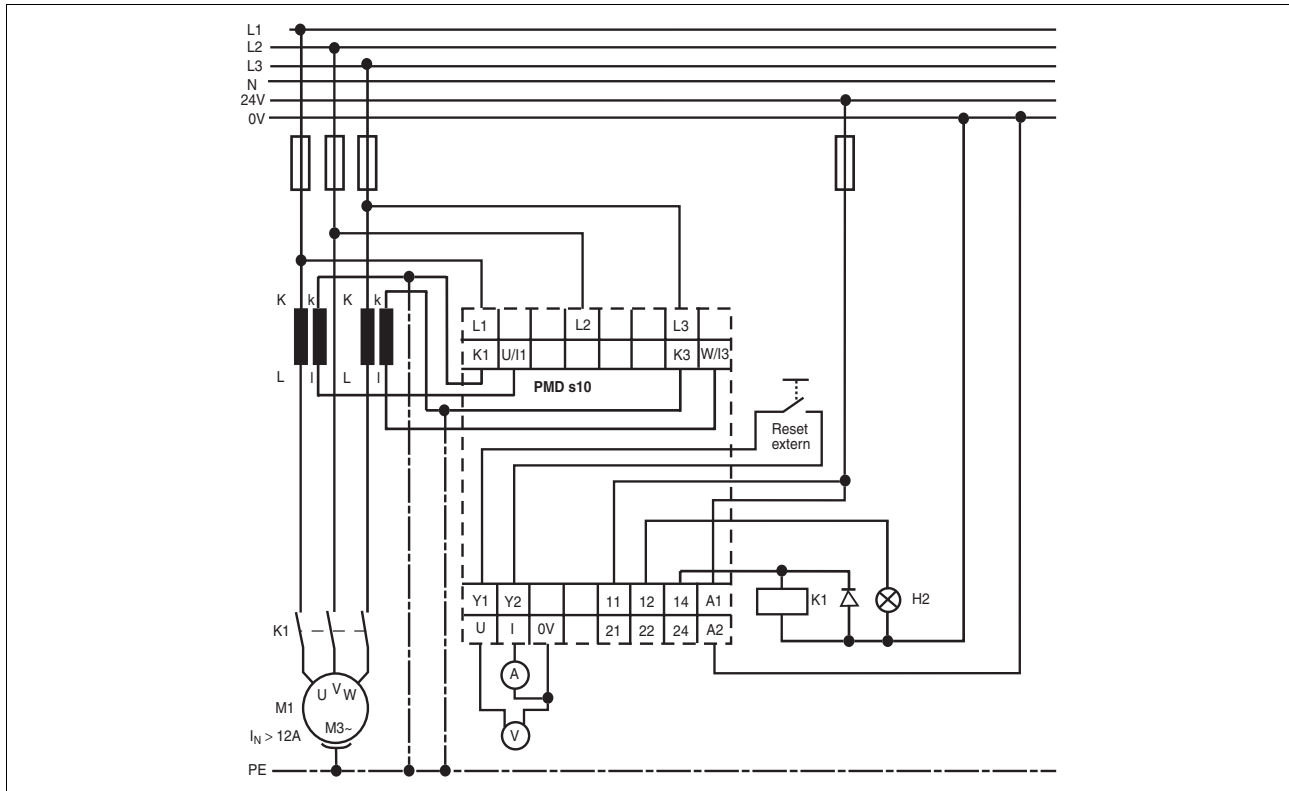 L1
L2
L3
N
24V
0V
K k K k
L l L l
L1 L2 L3
K1 U/I1 K3 W/I3
PMD s10
Reset
extern
Y1 Y2 11 12 14 A1
U I 0V 21 22 24 A2
K1 H2
K1
A
V
U V W
M1
M3~
IN > 12A
PE